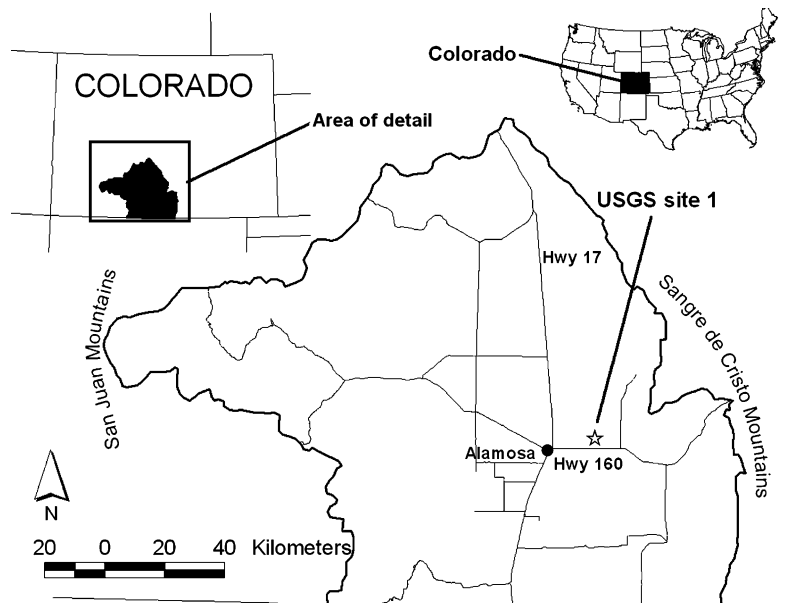 COLORADO
Colorado
Area of detail
USGS site 1
Hwy 17
San Juan Mountains
Sangre de Cristo Mountains
Alamosa
Hwy 160
N
20 0 20 40 Kilometers